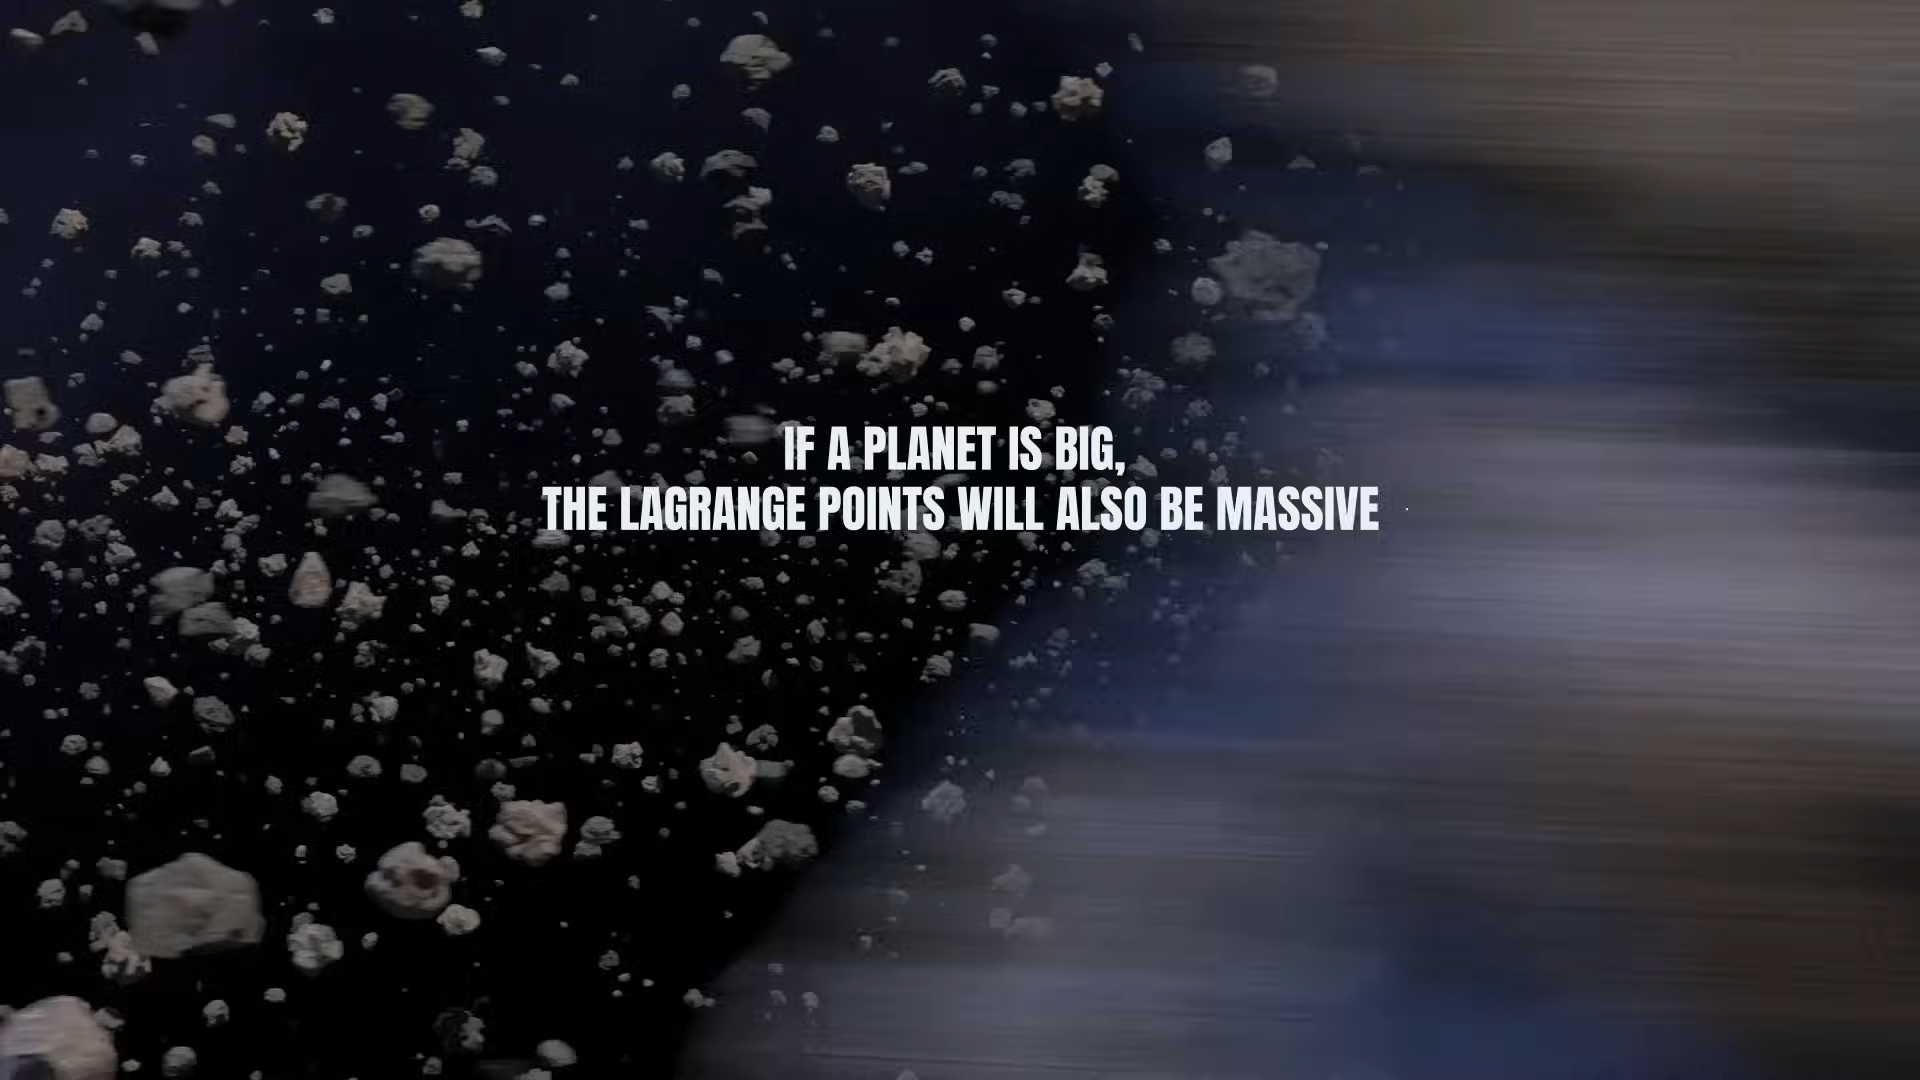 IF A PLANET IS BIG,
THE LAGRANGE POINTS WILL ALSO BE MASSIVE